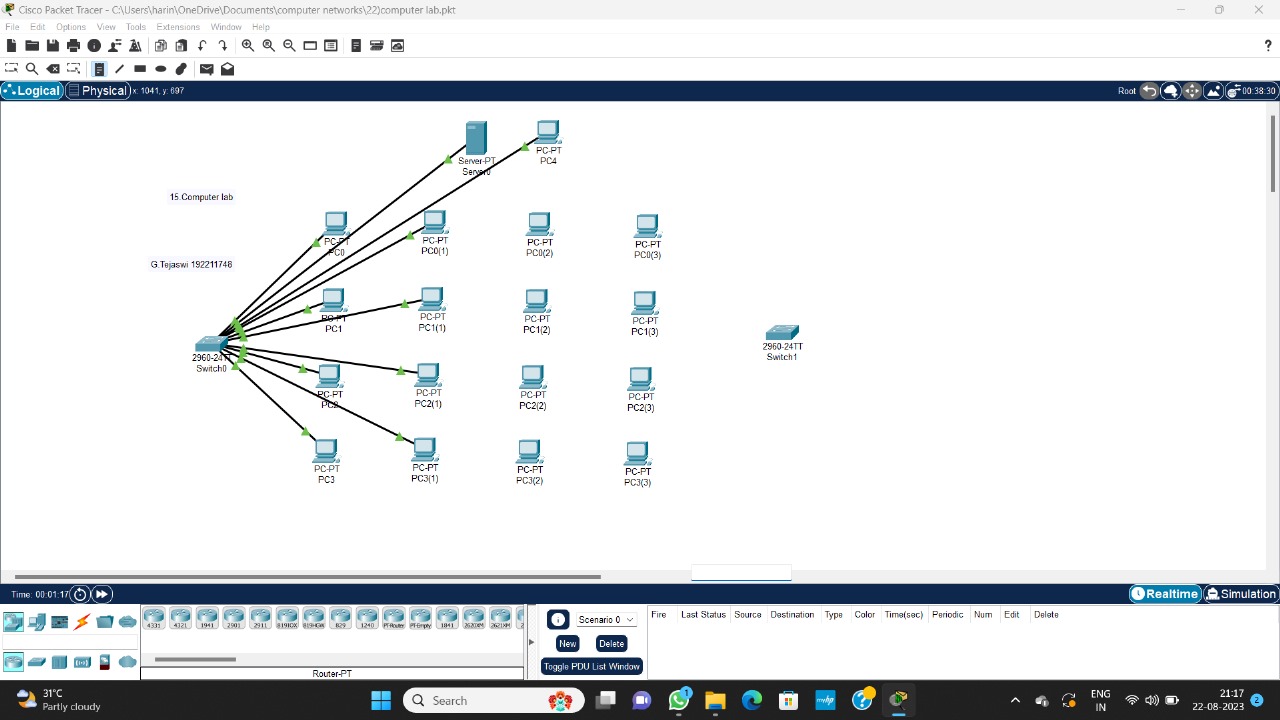 Cisco Packet Tracer - C:\Users\harin\OneDrive\Documents\computer networks\22)computer lab.pkt
File Edit Options View Tools Extensions Window Help
Logical Physical x: 1041, y: 697 Root 00:38:30
Server-PT
Server0
PC-PT
PC4
15.Computer lab
PC-PT
PC0
PC-PT
PC0(1)
PC-PT
PC0(2)
PC-PT
PC0(3)
G.Tejaswi 192211748
PC-PT
PC1
PC-PT
PC1(1)
PC-PT
PC1(2)
PC-PT
PC1(3)
2960-24TT
Switch0
2960-24TT
Switch1
PC-PT
PC2
PC-PT
PC2(1)
PC-PT
PC2(2)
PC-PT
PC2(3)
PC-PT
PC3
PC-PT
PC3(1)
PC-PT
PC3(2)
PC-PT
PC3(3)
Time: 00:01:17 Realtime Simulation
4331 4321 1941 2901 2911 819IOX 819HGW 829 1240 PT-Router PT-Empty 1841 2620XM 2621XM
Scenario 0
New Delete
Toggle PDU List Window
Fire Last Status Source Destination Type Color Time(sec) Periodic Num Edit Delete
Router-PT
31°C
Partly cloudy
Search
1
ENG
IN
21:17
22-08-2023
2